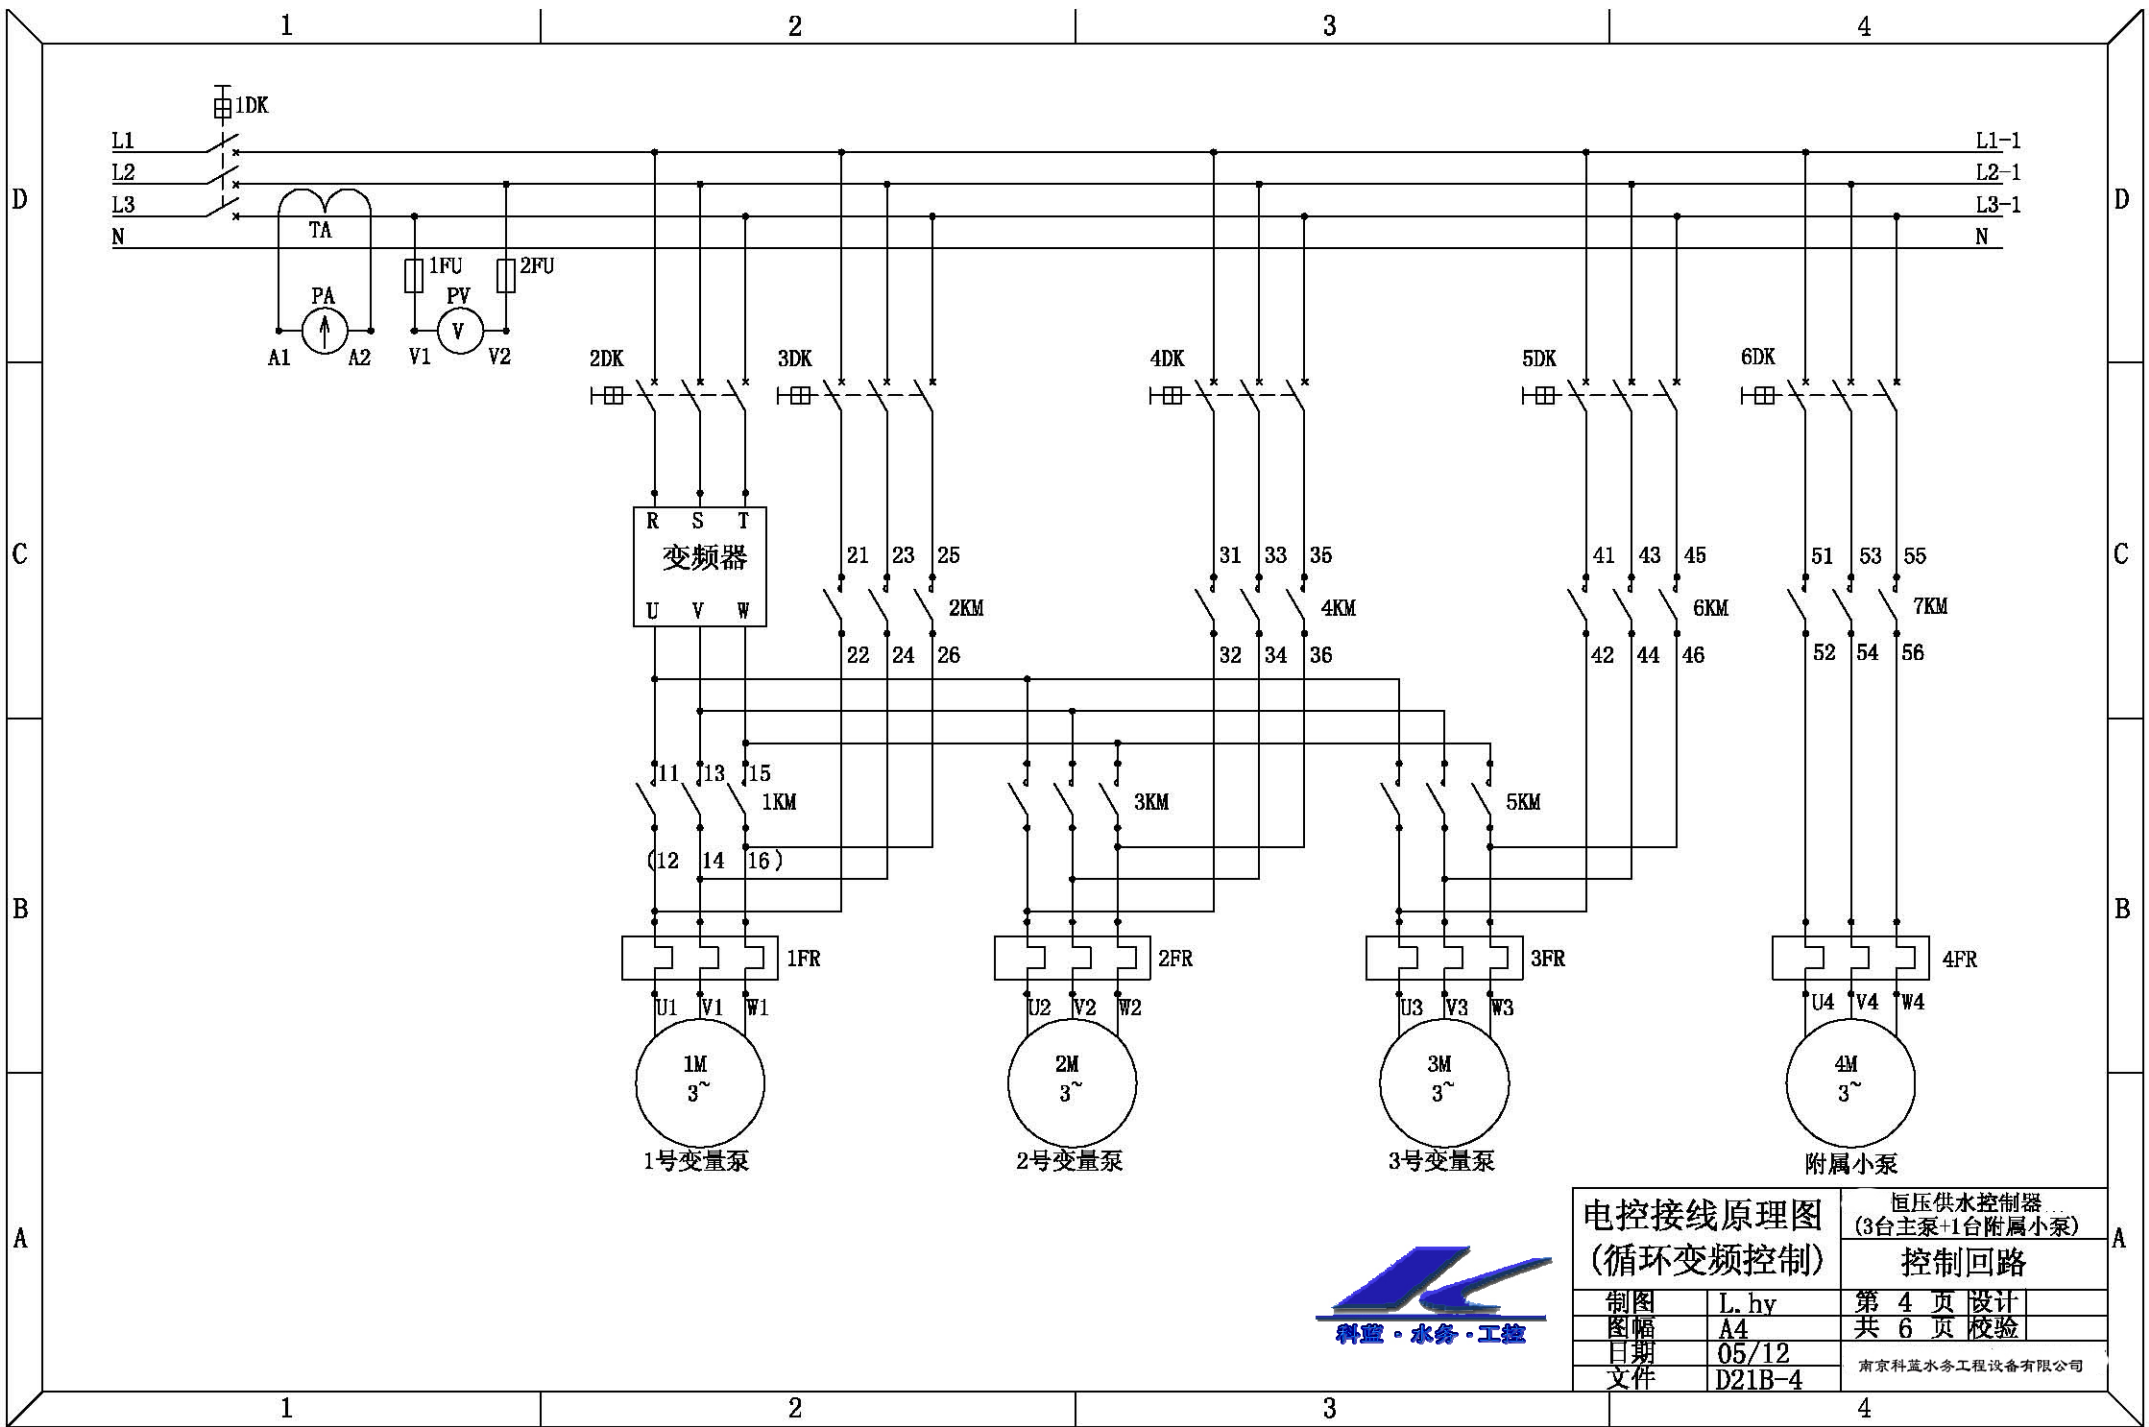 1 2 3 4
1DK
L1 L1-1
L2 L2-1
D D
L3 L3-1
TA
N N
1FU 2FU
PA PV
V
A1 A2 V1 V2
2DK 3DK 4DK 5DK 6DK
R S T
变频器
U V W
C C
21 23 25
31 33 35
41 43 45
51 53 55
2KM 4KM 6KM 7KM
22 24 26
32 34 36
42 44 46
52 54 56
11 13 15
1KM 3KM 5KM
(12 14 16)
B B
1FR 2FR 3FR 4FR
U1 V1 W1
U2 V2 W2
U3 V3 W3
U4 V4 W4
1M 2M 3M 4M
3~ 3~ 3~ 3~
1号变量泵 2号变量泵 3号变量泵 附属小泵
A A
电控接线原理图
(循环变频控制)
恒压供水控制器
(3台主泵+1台附属小泵)
控制回路
制图 L.hy 第 4 页 设计
图幅 A4 共 6 页 校验
日期 05/12
文件 D21B-4
南京科蓝水务工程设备有限公司
科蓝·水务·工控
1 2 3 4